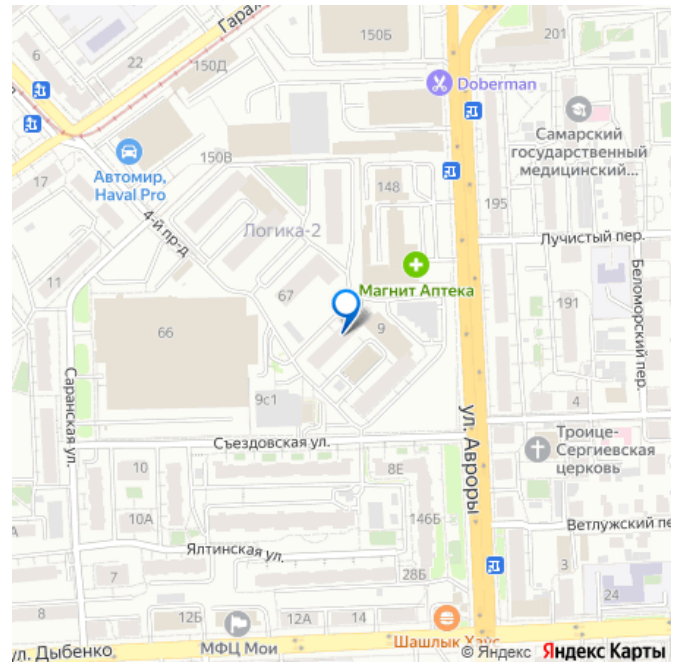 Гараж
150Б
201
6
22
150Д
Doberman
Самарский
государственный
медицинский...
Автомир,
Haval Pro
150В
148
17
195
4-й пр-д
Логика-2
Лучистый пер.
Беломорский пер.
Магнит Аптека
11
67
191
66
9
Саранская ул.
9с1
4
ул. Авроры
Съездовская ул.
Троице-
Сергиевская
церковь
10
8Е
10А
146Б
Ветлужский пе
Ялтинская ул.
7
28Б
3
24
8
12Б
12А
14
ул. Дыбенко
МФЦ Мои
Шашлык Хаус
© Яндекс Яндекс Карты